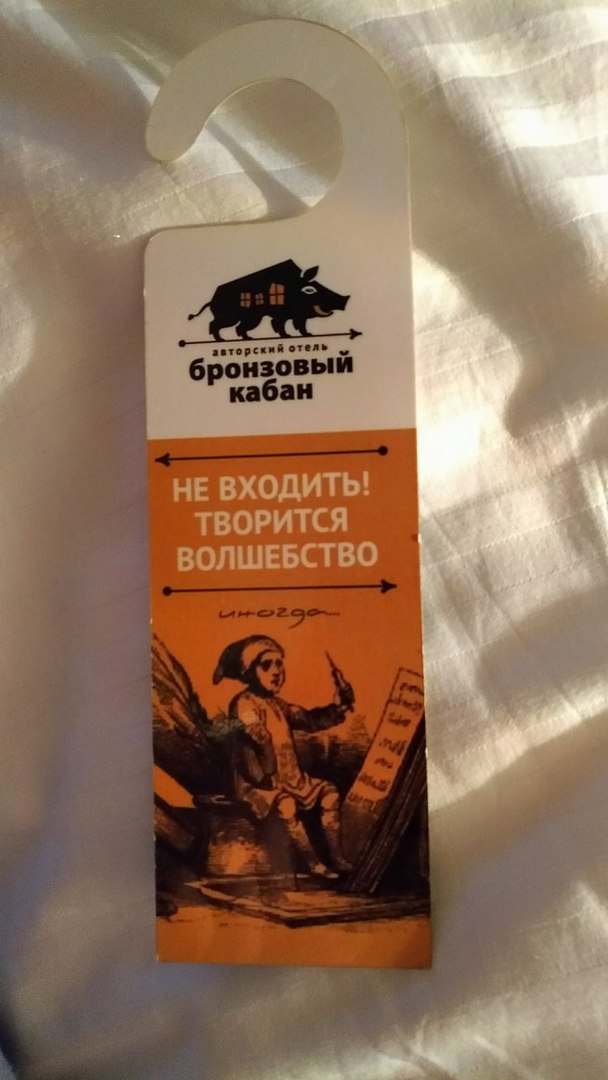 авторский отель
бронзовый
кабан
НЕ ВХОДИТЬ!
ТВОРИТСЯ
ВОЛШЕБСТВО
иногда...